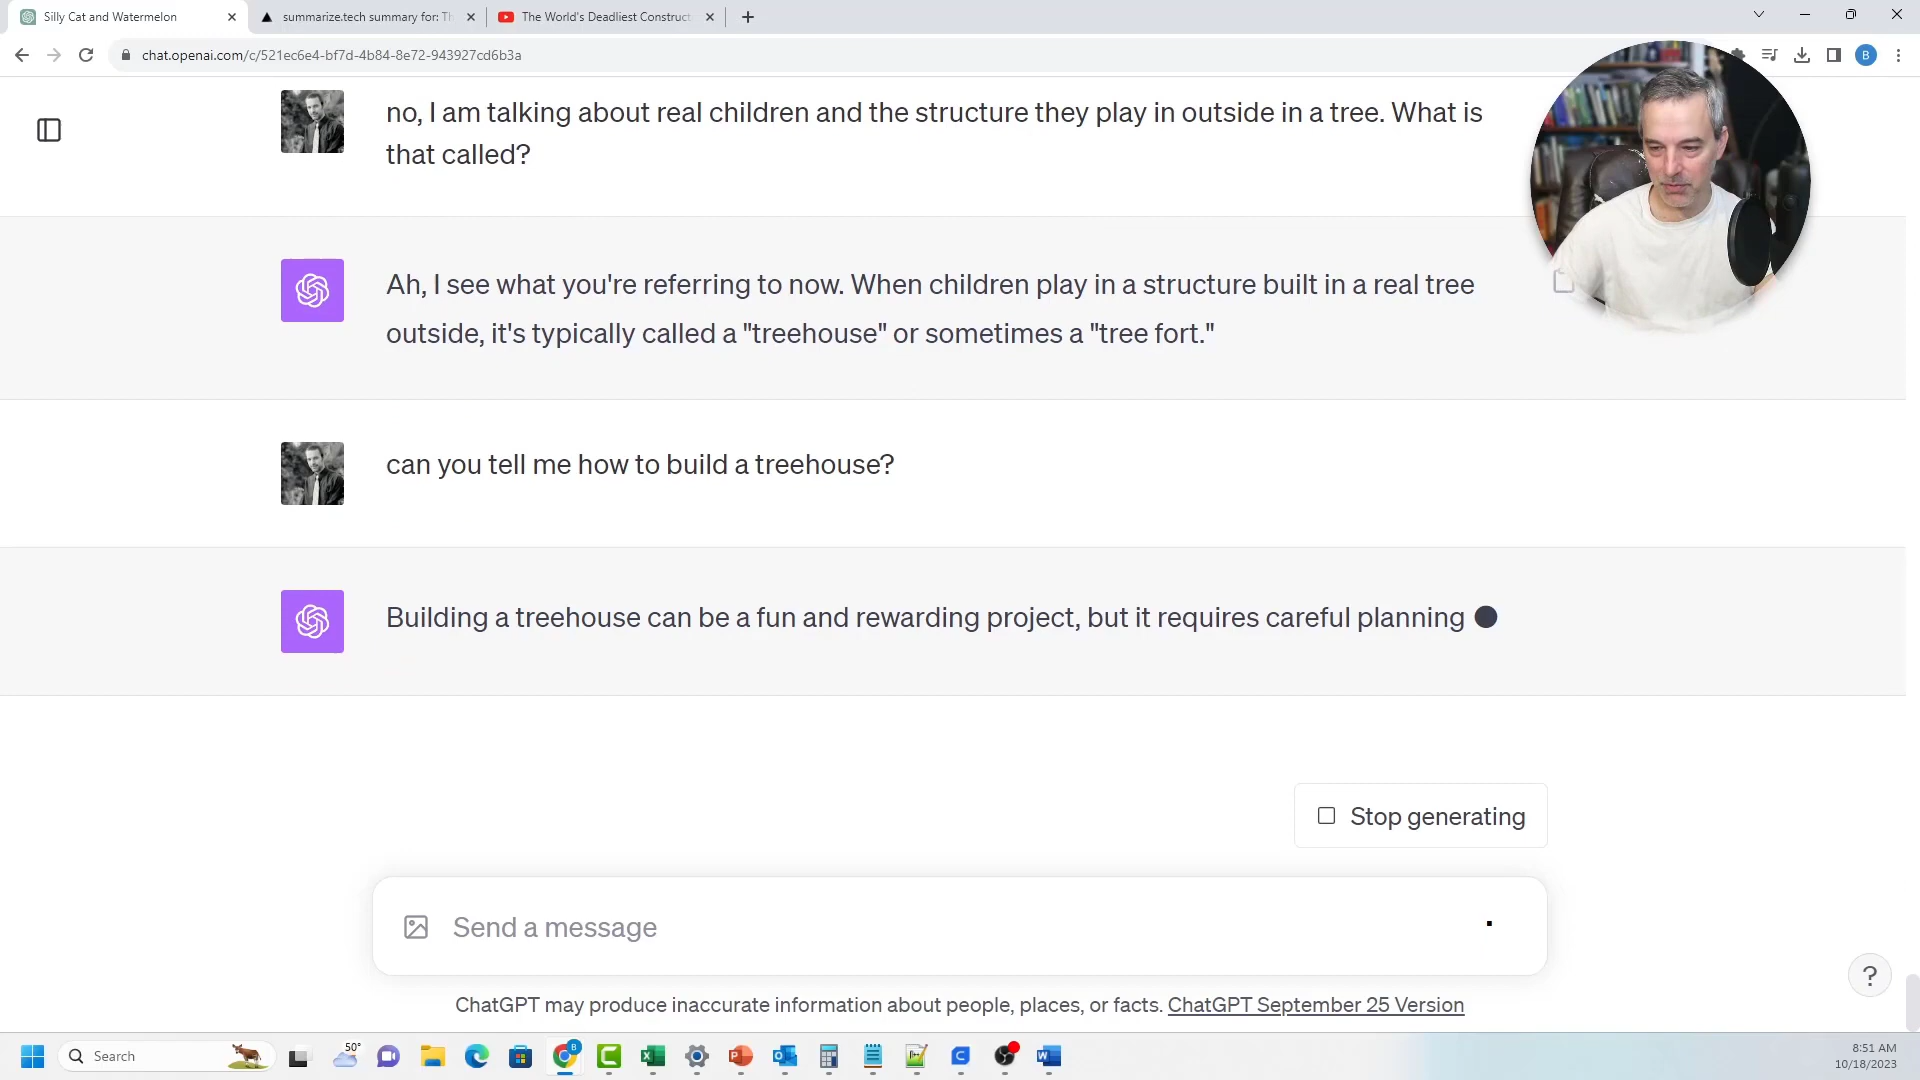 Silly Cat and Watermelon
summarize.tech summary for: Th
The World's Deadliest Construct
chat.openai.com/c/521ec6e4-bf7d-4b84-8e72-943927cd6b3a
B
no, I am talking about real children and the structure they play in outside in a tree. What is
that called?
Ah, I see what you're referring to now. When children play in a structure built in a real tree
outside, it's typically called a "treehouse" or sometimes a "tree fort."
can you tell me how to build a treehouse?
Building a treehouse can be a fun and rewarding project, but it requires careful planning
Stop generating
Send a message
?
ChatGPT may produce inaccurate information about people, places, or facts. ChatGPT September 25 Version
Search
50°
8:51 AM
10/18/2023